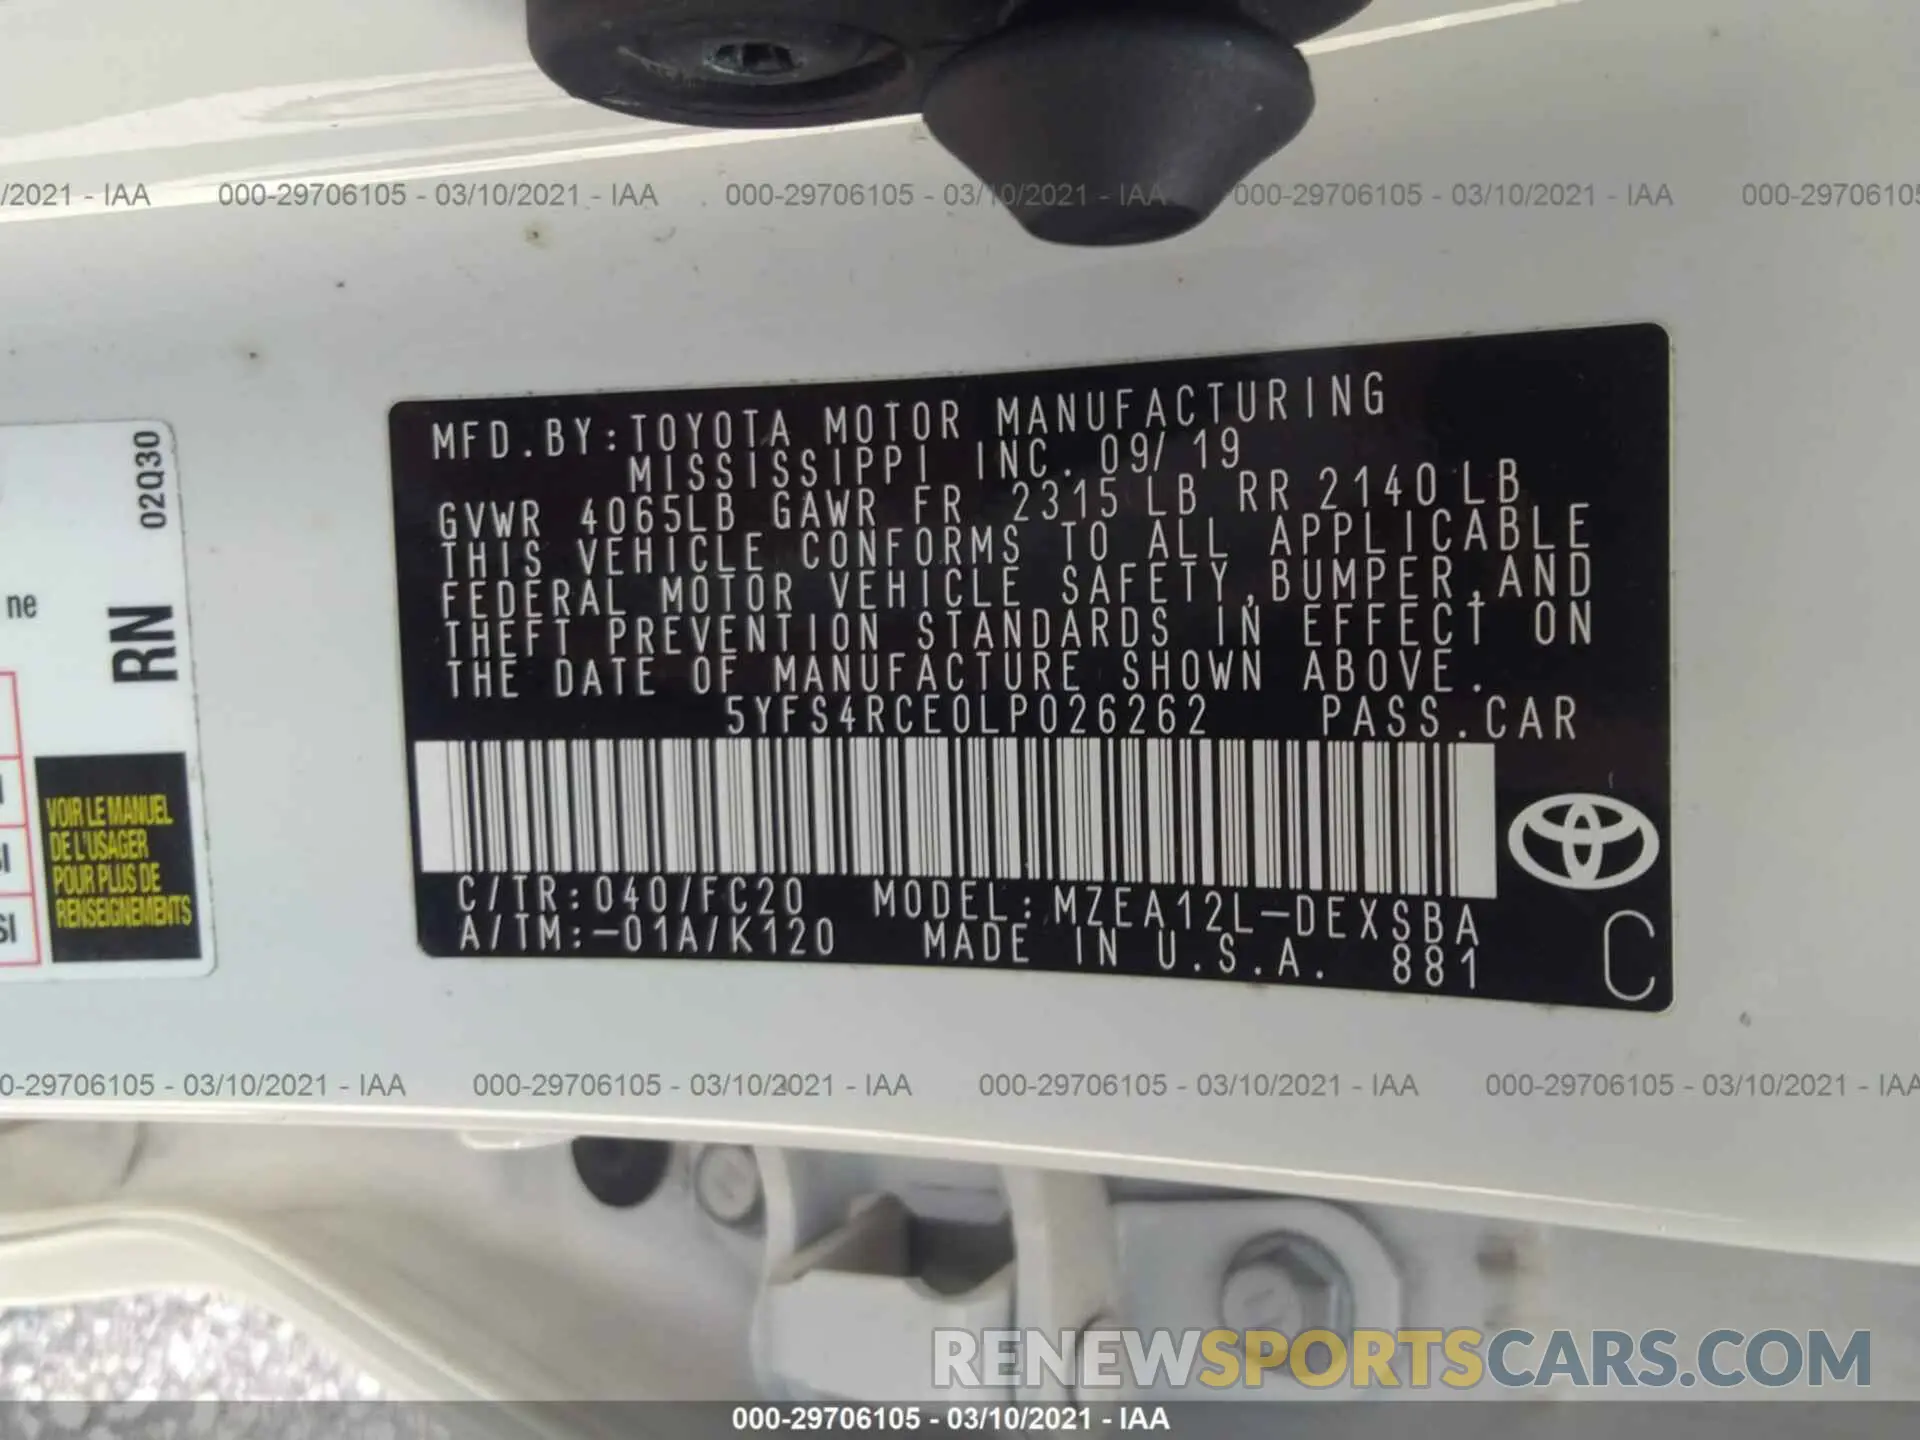 /2021 - IAA 000-29706105 - 03/10/2021 - IAA 000-29706105 - 03/10/2021 - IAA 000-29706105 - 03/10/2021 - IAA 000-29706105
02Q30
ne
RN
VOIR LE MANUEL
DE L'USAGER
POUR PLUS DE
RENSEIGNEMENTS
SI
MFD.BY:TOYOTA MOTOR MANUFACTURING
MISSISSIPPI INC. 09/19
GVWR 4065LB GAWR FR 2315LB RR 2140LB
THIS VEHICLE CONFORMS TO ALL APPLICABLE
FEDERAL MOTOR VEHICLE SAFETY,BUMPER,AND
THEFT PREVENTION STANDARDS IN EFFECT ON
THE DATE OF MANUFACTURE SHOWN ABOVE.
5YFS4RCE0LP026262 PASS.CAR
C/TR:040/FC20 MODEL:MZEA12L-DEXSBA
A/TM:-01A/K120 MADE IN U.S.A. 881
C
0-29706105 - 03/10/2021 - IAA 000-29706105 - 03/10/2021 - IAA 000-29706105 - 03/10/2021 - IAA 000-29706105 - 03/10/2021 - IAA
RENEWSPORTSCARS.COM
000-29706105 - 03/10/2021 - IAA